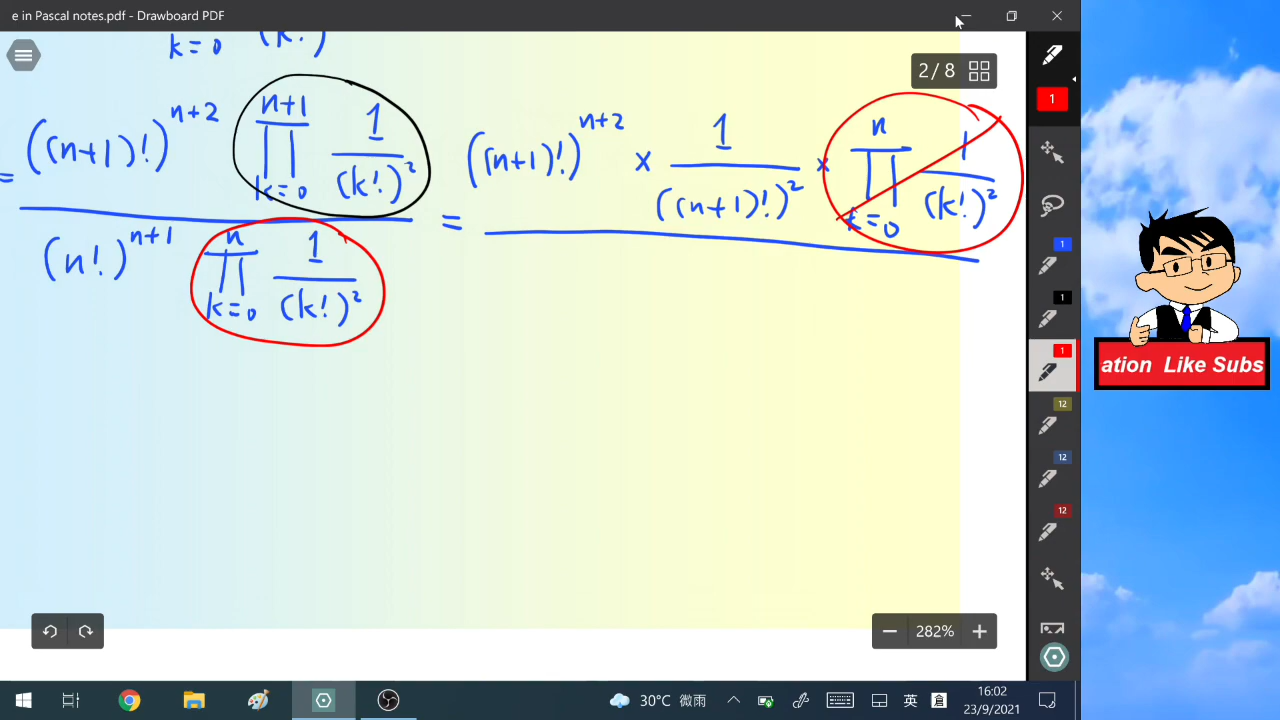 e in Pascal notes.pdf - Drawboard PDF
k=0 (k!)
2 / 8
= ((n+1)!)^{n+2} ∏_{k=0}^{n+1} 1/(k!)² / (n!)^{n+1} ∏_{k=0}^{n} 1/(k!)² = ((n+1)!)^{n+2} × 1/((n+1)!)² × ∏_{k=0}^{n} 1/(k!)²
1
1
1
1
12
12
12
ation Like Subs
282%
30°C 微雨
英
倉
16:02
23/9/2021